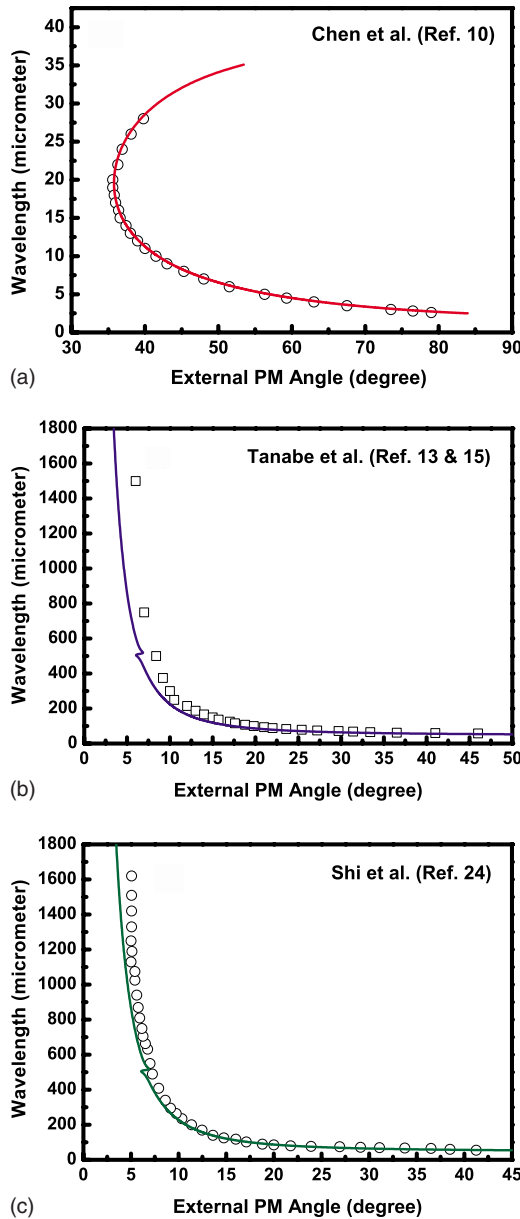 Chen et al. (Ref. 10)
40
35
30
25
20
15
10
5
0
Wavelength (micrometer)
30 40 50 60 70 80 90
(a)
External PM Angle (degree)
Tanabe et al. (Ref. 13 & 15)
1800
1600
1400
1200
1000
800
600
400
200
0
Wavelength (micrometer)
0 5 10 15 20 25 30 35 40 45 50
(b)
External PM Angle (degree)
Shi et al. (Ref. 24)
1800
1600
1400
1200
1000
800
600
400
200
0
Wavelength (micrometer)
0 5 10 15 20 25 30 35 40 45
(c)
External PM Angle (degree)